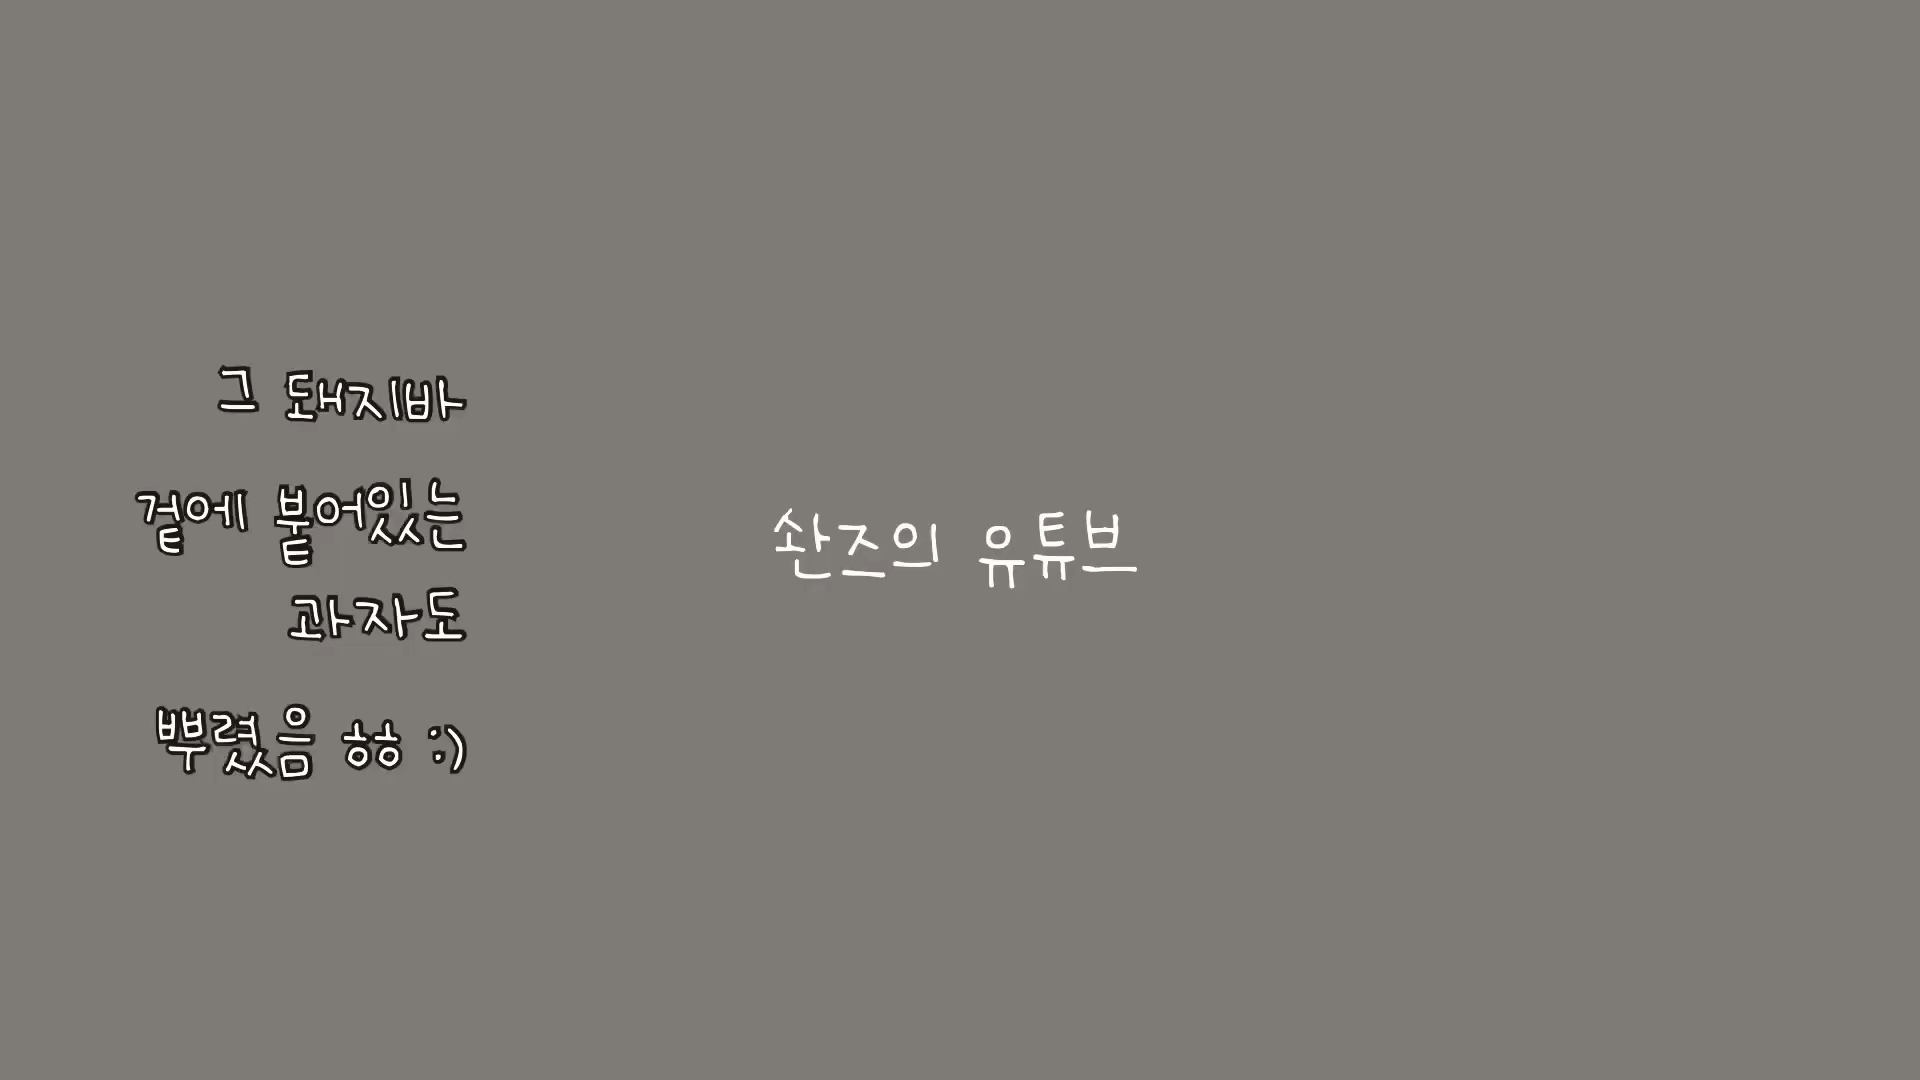 그 돼지바
겉에 붙어있는
과자도
뿌렸음 ㅎㅎ :)
솬즈의 유튜브